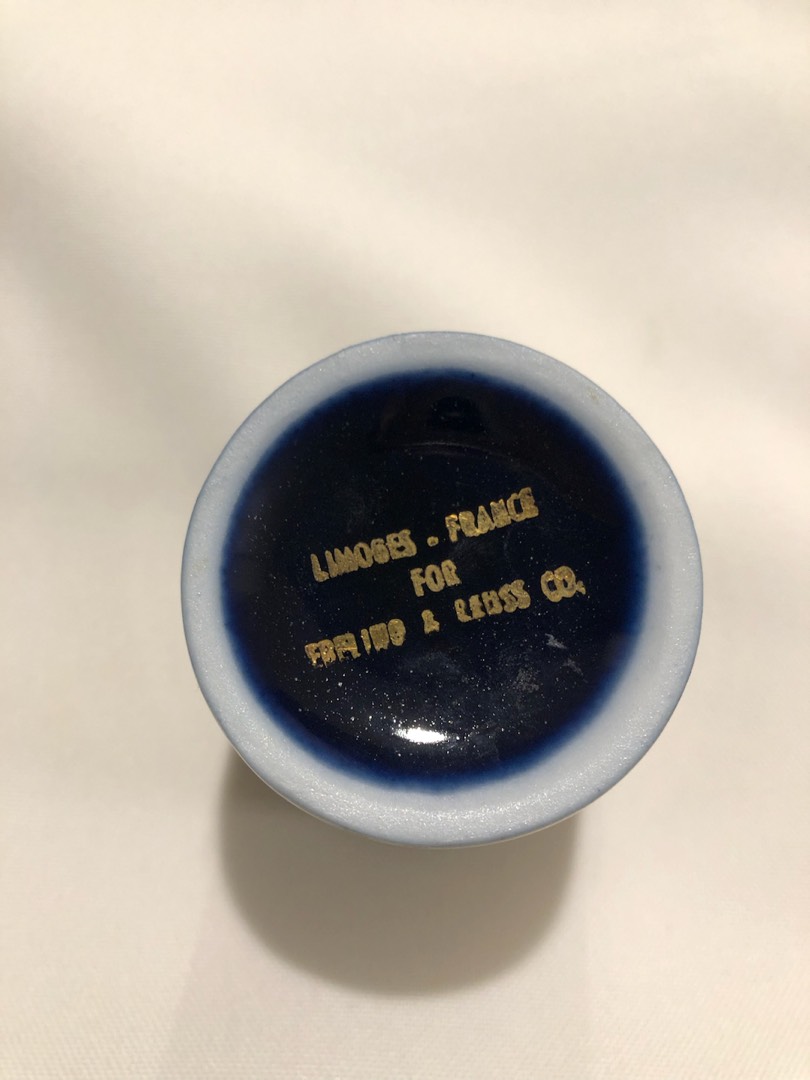 LIMOGES . FRANCE
FOR
EBELING & REUSS CO.